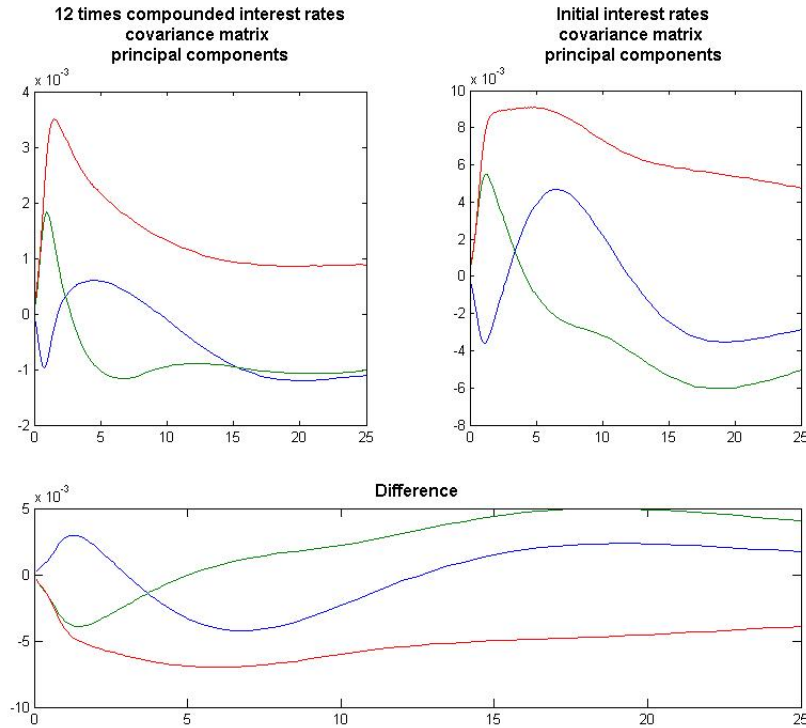 12 times compounded interest rates
covariance matrix
principal components
x 10⁻³
4
3
2
1
0
-1
-2
0 5 10 15 20 25
Initial interest rates
covariance matrix
principal components
x 10⁻³
10
8
6
4
2
0
-2
-4
-6
-8
0 5 10 15 20 25
Difference
x 10⁻³
5
0
-5
-10
0 5 10 15 20 25